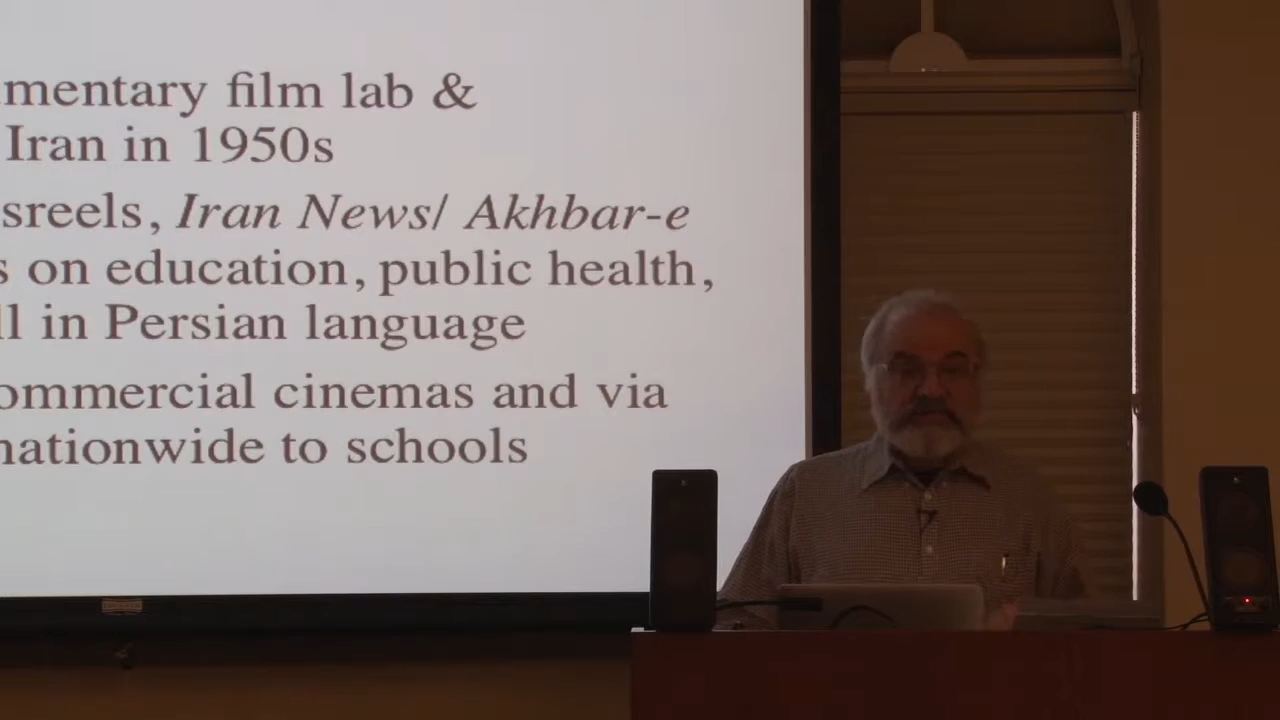 umentary film lab &
Iran in 1950s
sreels, Iran News/ Akhbar-e
s on education, public health,
ll in Persian language
ommercial cinemas and via
nationwide to schools